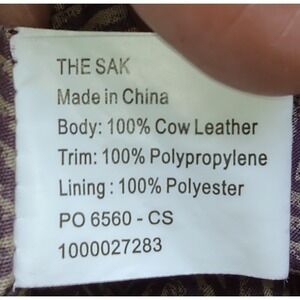 THE SAK
Made in China
Body: 100% Cow Leather
Trim: 100% Polypropylene
Lining : 100% Polyester
PO 6560 - CS
1000027283